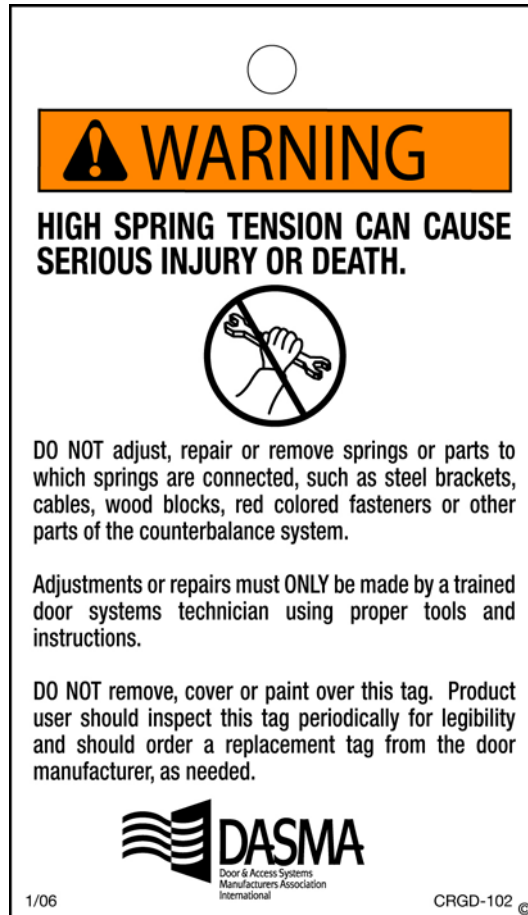 WARNING
HIGH SPRING TENSION CAN CAUSE
SERIOUS INJURY OR DEATH.
DO NOT adjust, repair or remove springs or parts to
which springs are connected, such as steel brackets,
cables, wood blocks, red colored fasteners or other
parts of the counterbalance system.
Adjustments or repairs must ONLY be made by a trained
door systems technician using proper tools and
instructions.
DO NOT remove, cover or paint over this tag.  Product
user should inspect this tag periodically for legibility
and should order a replacement tag from the door
manufacturer, as needed.
DASMA
Door & Access Systems
Manufacturers Association
International
1/06
CRGD-102 ©